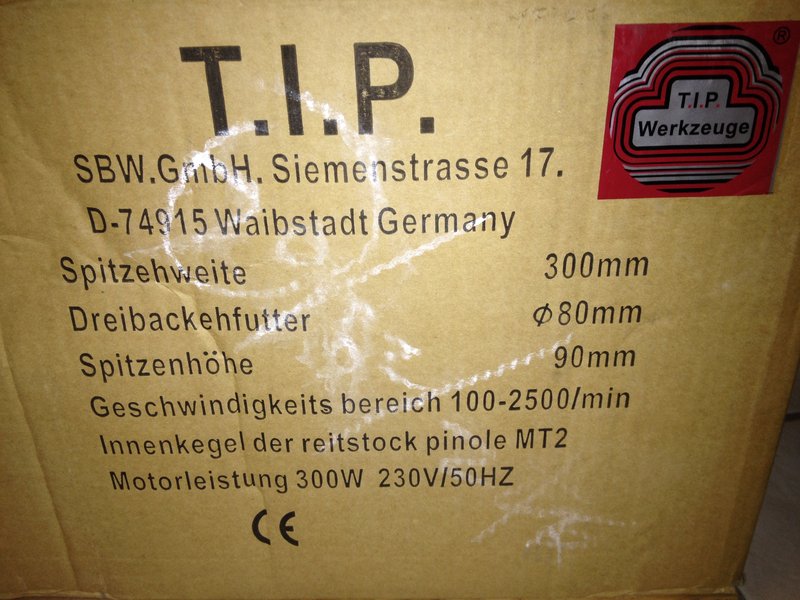 T.I.P.
T.I.P.
Werkzeuge
®
SBW.GmbH. Siemenstrasse 17.
D-74915 Waibstadt Germany
Spitzehweite 300mm
Dreibackehfutter Φ80mm
Spitzenhöhe 90mm
Geschwindigkeits bereich 100-2500/min
Innenkegel der reitstock pinole MT2
Motorleistung 300W 230V/50HZ
CE